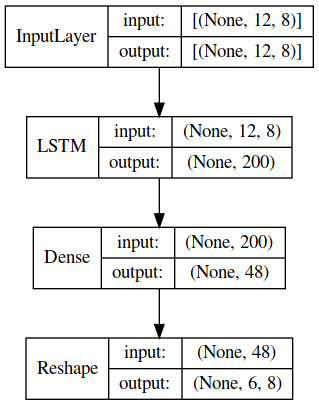 InputLayer
input: [(None, 12, 8)]
output: [(None, 12, 8)]
LSTM
input: (None, 12, 8)
output: (None, 200)
Dense
input: (None, 200)
output: (None, 48)
Reshape
input: (None, 48)
output: (None, 6, 8)